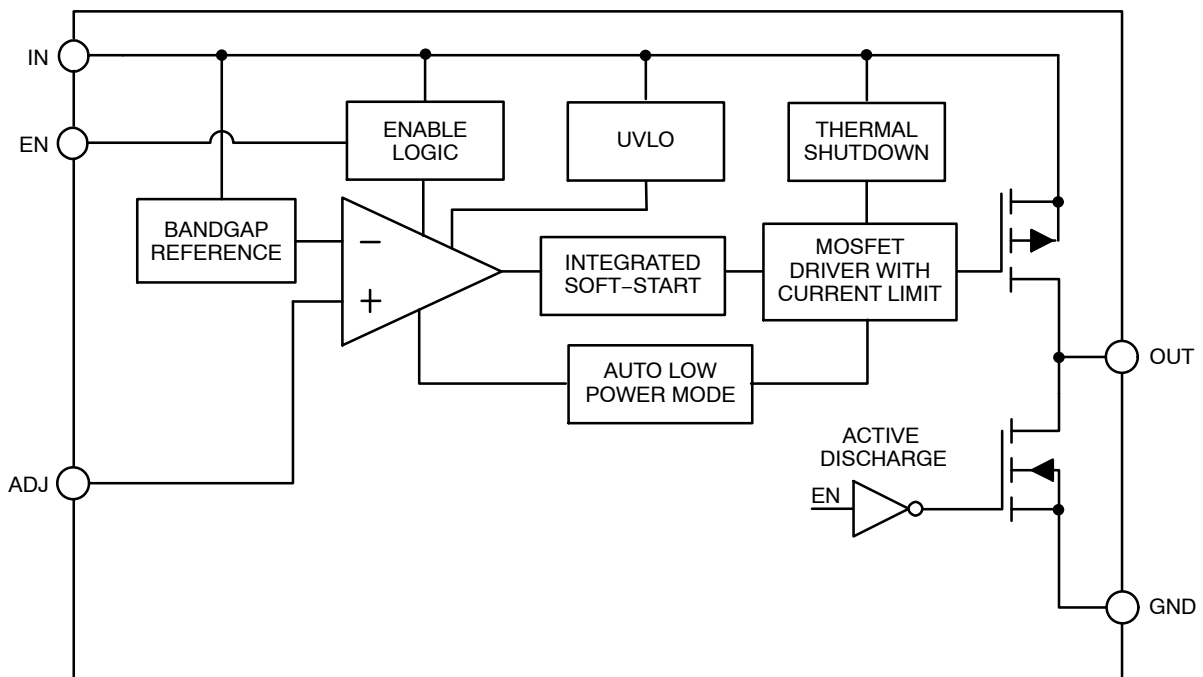 IN
EN
ENABLE
LOGIC
UVLO
THERMAL
SHUTDOWN
BANDGAP
REFERENCE
−
+
INTEGRATED
SOFT−START
MOSFET
DRIVER WITH
CURRENT LIMIT
AUTO LOW
POWER MODE
OUT
ACTIVE
DISCHARGE
ADJ
EN
GND